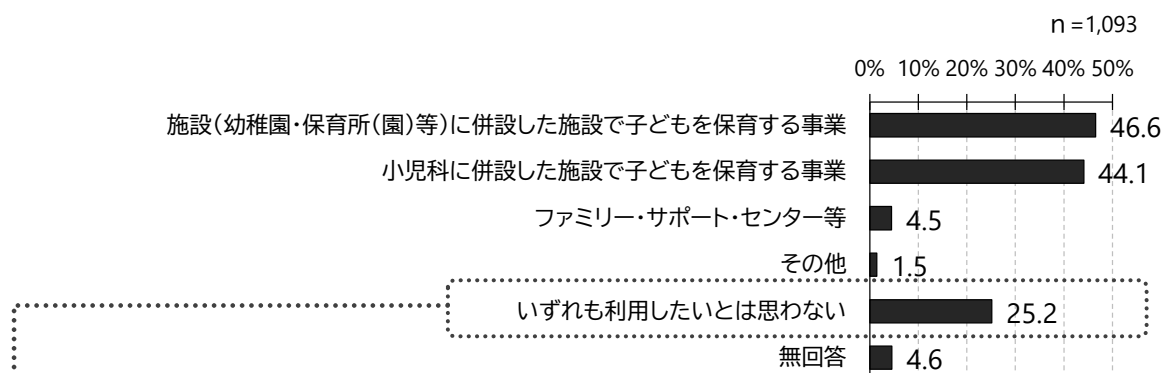 n =1,093
0% 10% 20% 30% 40% 50%
施設(幼稚園・保育所(園)等)に併設した施設で子どもを保育する事業 46.6
小児科に併設した施設で子どもを保育する事業 44.1
ファミリー・サポート・センター等 4.5
その他 1.5
いずれも利用したいとは思わない 25.2
無回答 4.6